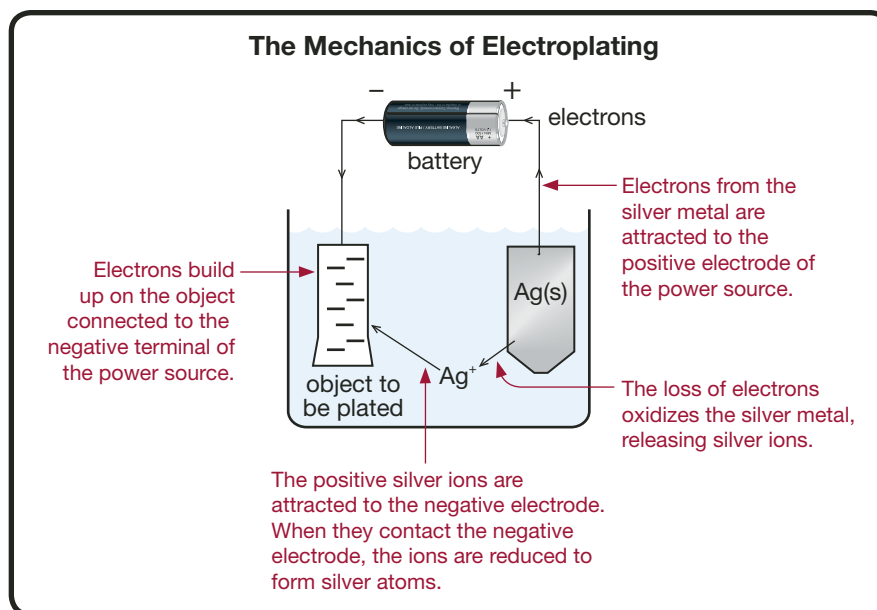 The Mechanics of Electroplating
− +
electrons
battery
Electrons from the
silver metal are
attracted to the
positive electrode of
the power source.
Electrons build
up on the object
connected to the
negative terminal of
the power source.
Ag(s)
Ag⁺
object to
be plated
The loss of electrons
oxidizes the silver metal,
releasing silver ions.
The positive silver ions are
attracted to the negative electrode.
When they contact the negative
electrode, the ions are reduced to
form silver atoms.